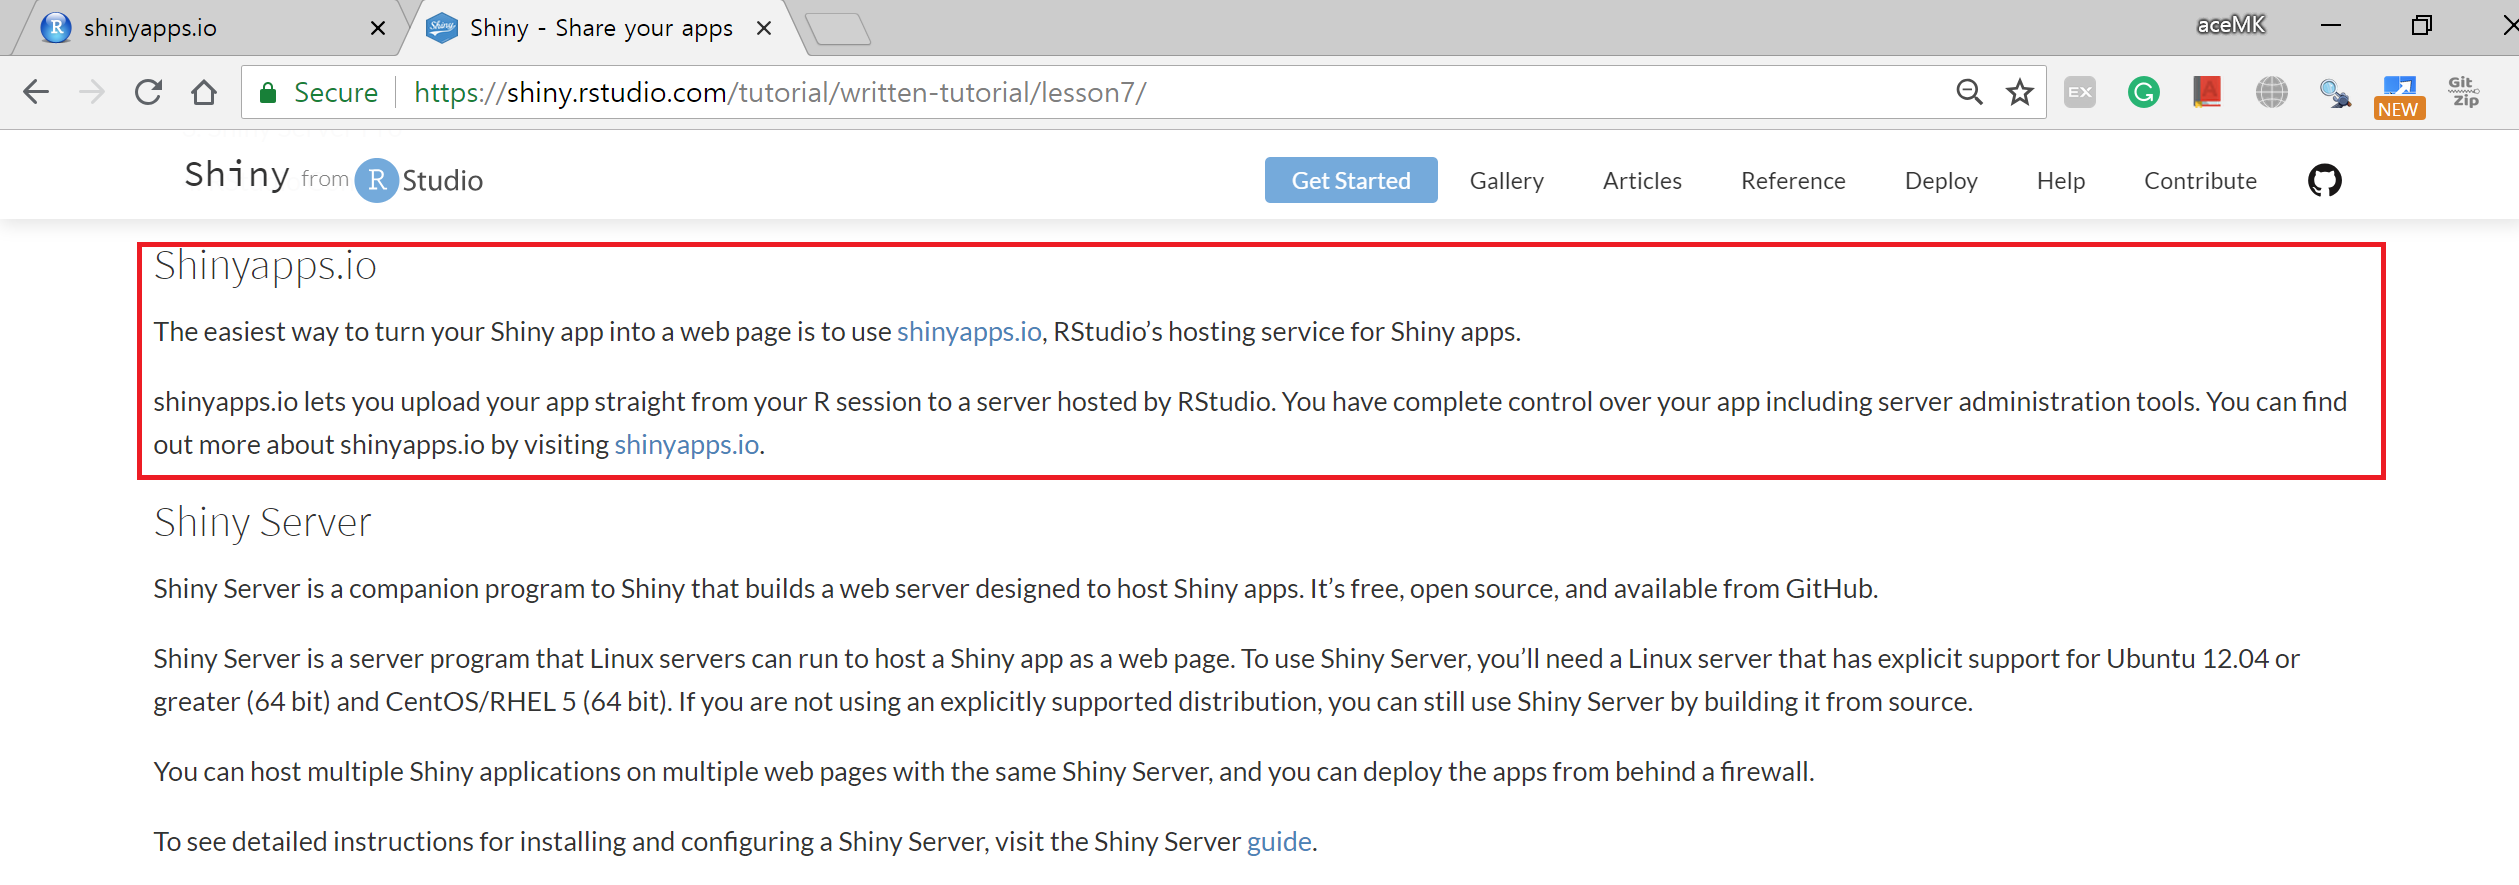 shinyapps.io
Shiny - Share your apps
aceMK
Secure
https://shiny.rstudio.com/tutorial/written-tutorial/lesson7/
EX
G
A
NEW
Git
Zip
Shiny from R Studio
Get Started
Gallery
Articles
Reference
Deploy
Help
Contribute
Shinyapps.io
The easiest way to turn your Shiny app into a web page is to use shinyapps.io, RStudio’s hosting service for Shiny apps.
shinyapps.io lets you upload your app straight from your R session to a server hosted by RStudio. You have complete control over your app including server administration tools. You can find
out more about shinyapps.io by visiting shinyapps.io.
Shiny Server
Shiny Server is a companion program to Shiny that builds a web server designed to host Shiny apps. It’s free, open source, and available from GitHub.
Shiny Server is a server program that Linux servers can run to host a Shiny app as a web page. To use Shiny Server, you’ll need a Linux server that has explicit support for Ubuntu 12.04 or
greater (64 bit) and CentOS/RHEL 5 (64 bit). If you are not using an explicitly supported distribution, you can still use Shiny Server by building it from source.
You can host multiple Shiny applications on multiple web pages with the same Shiny Server, and you can deploy the apps from behind a firewall.
To see detailed instructions for installing and configuring a Shiny Server, visit the Shiny Server guide.